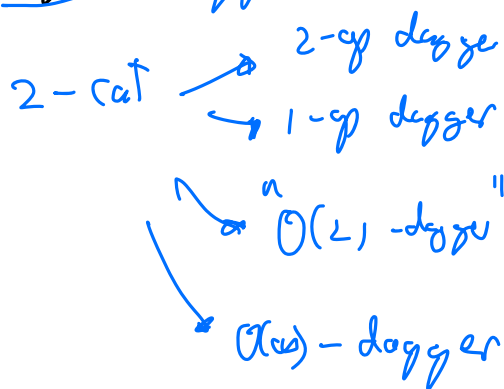 2-op dagger
2-Cat
1-op dagger
"O(2)-dagger"
O(∞)-dagger